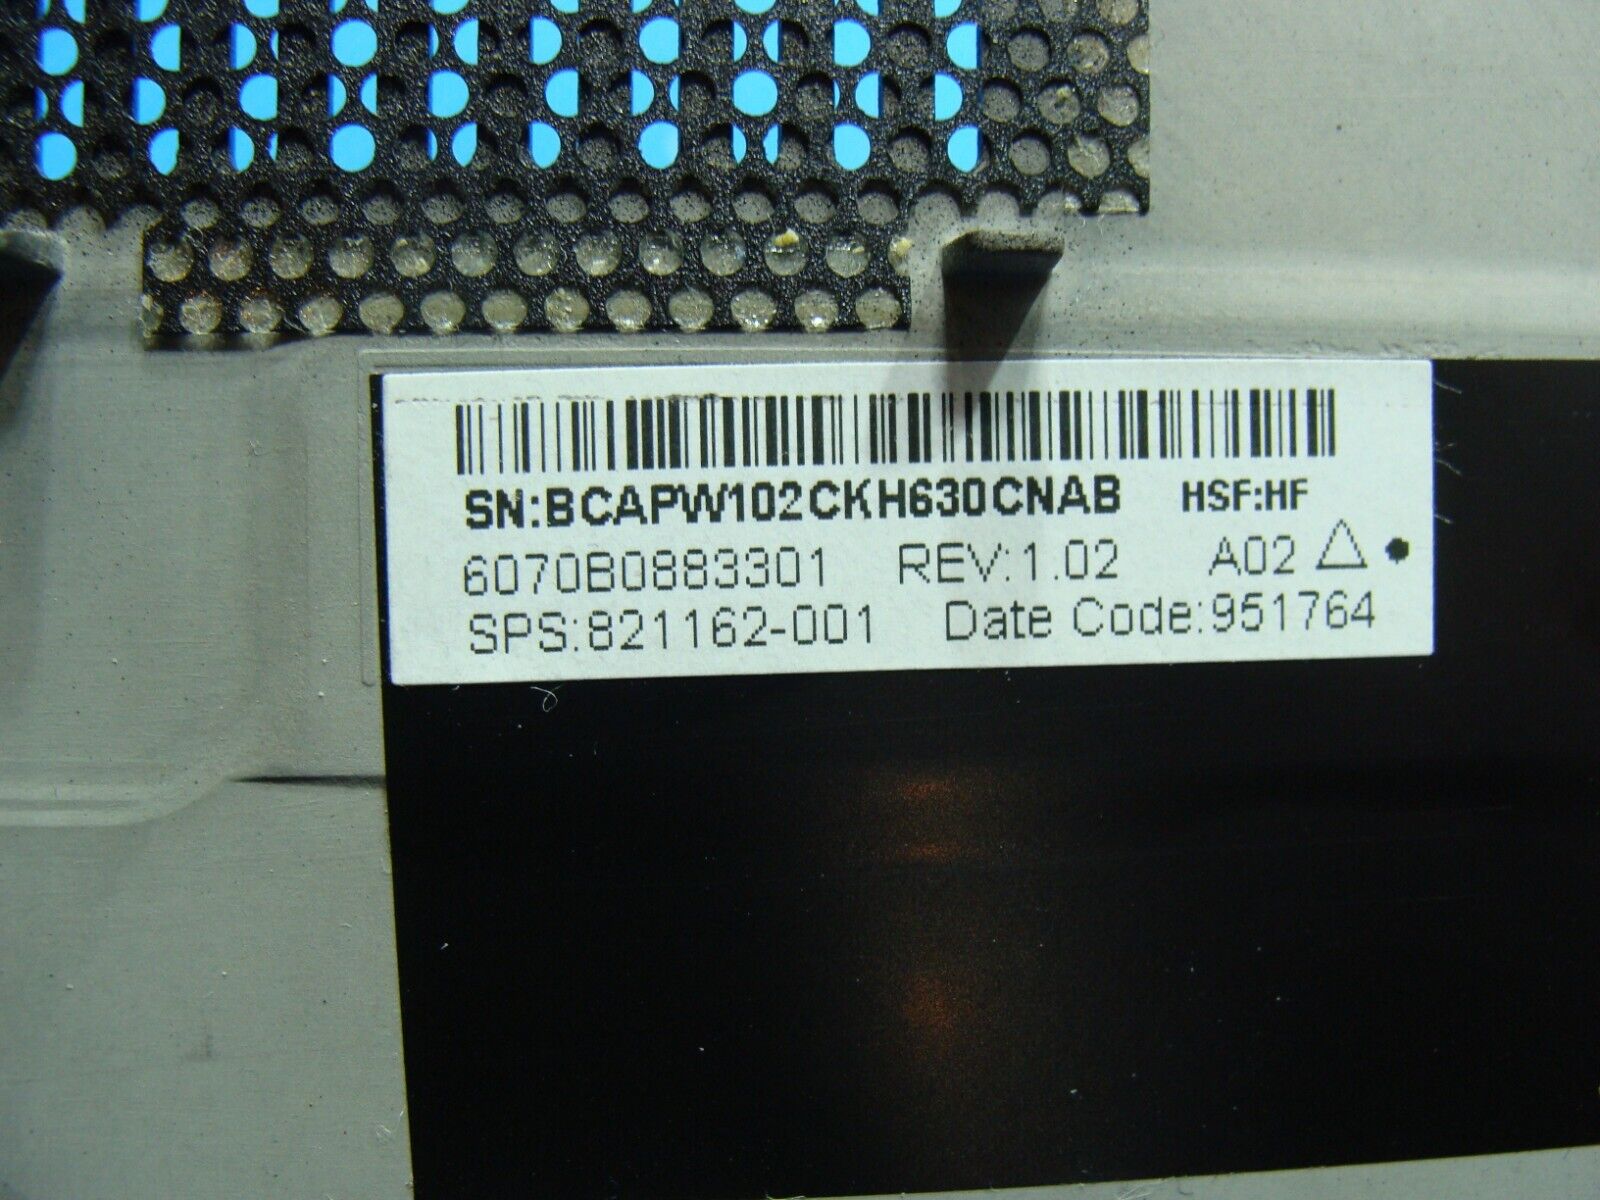 SN:BCAPW102CKH630CNAB HSF:HF
6070B0883301 REV:1.02 A02
SPS:821162-001 Date Code:951764